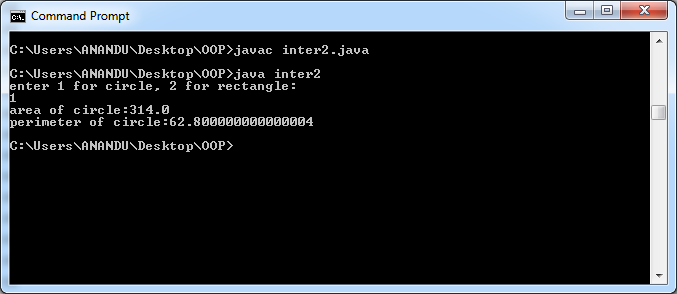 Command Prompt
C:\Users\ANANDU\Desktop\OOP>javac inter2.java
C:\Users\ANANDU\Desktop\OOP>java inter2
enter 1 for circle, 2 for rectangle:
1
area of circle:314.0
perimeter of circle:62.800000000000004
C:\Users\ANANDU\Desktop\OOP>